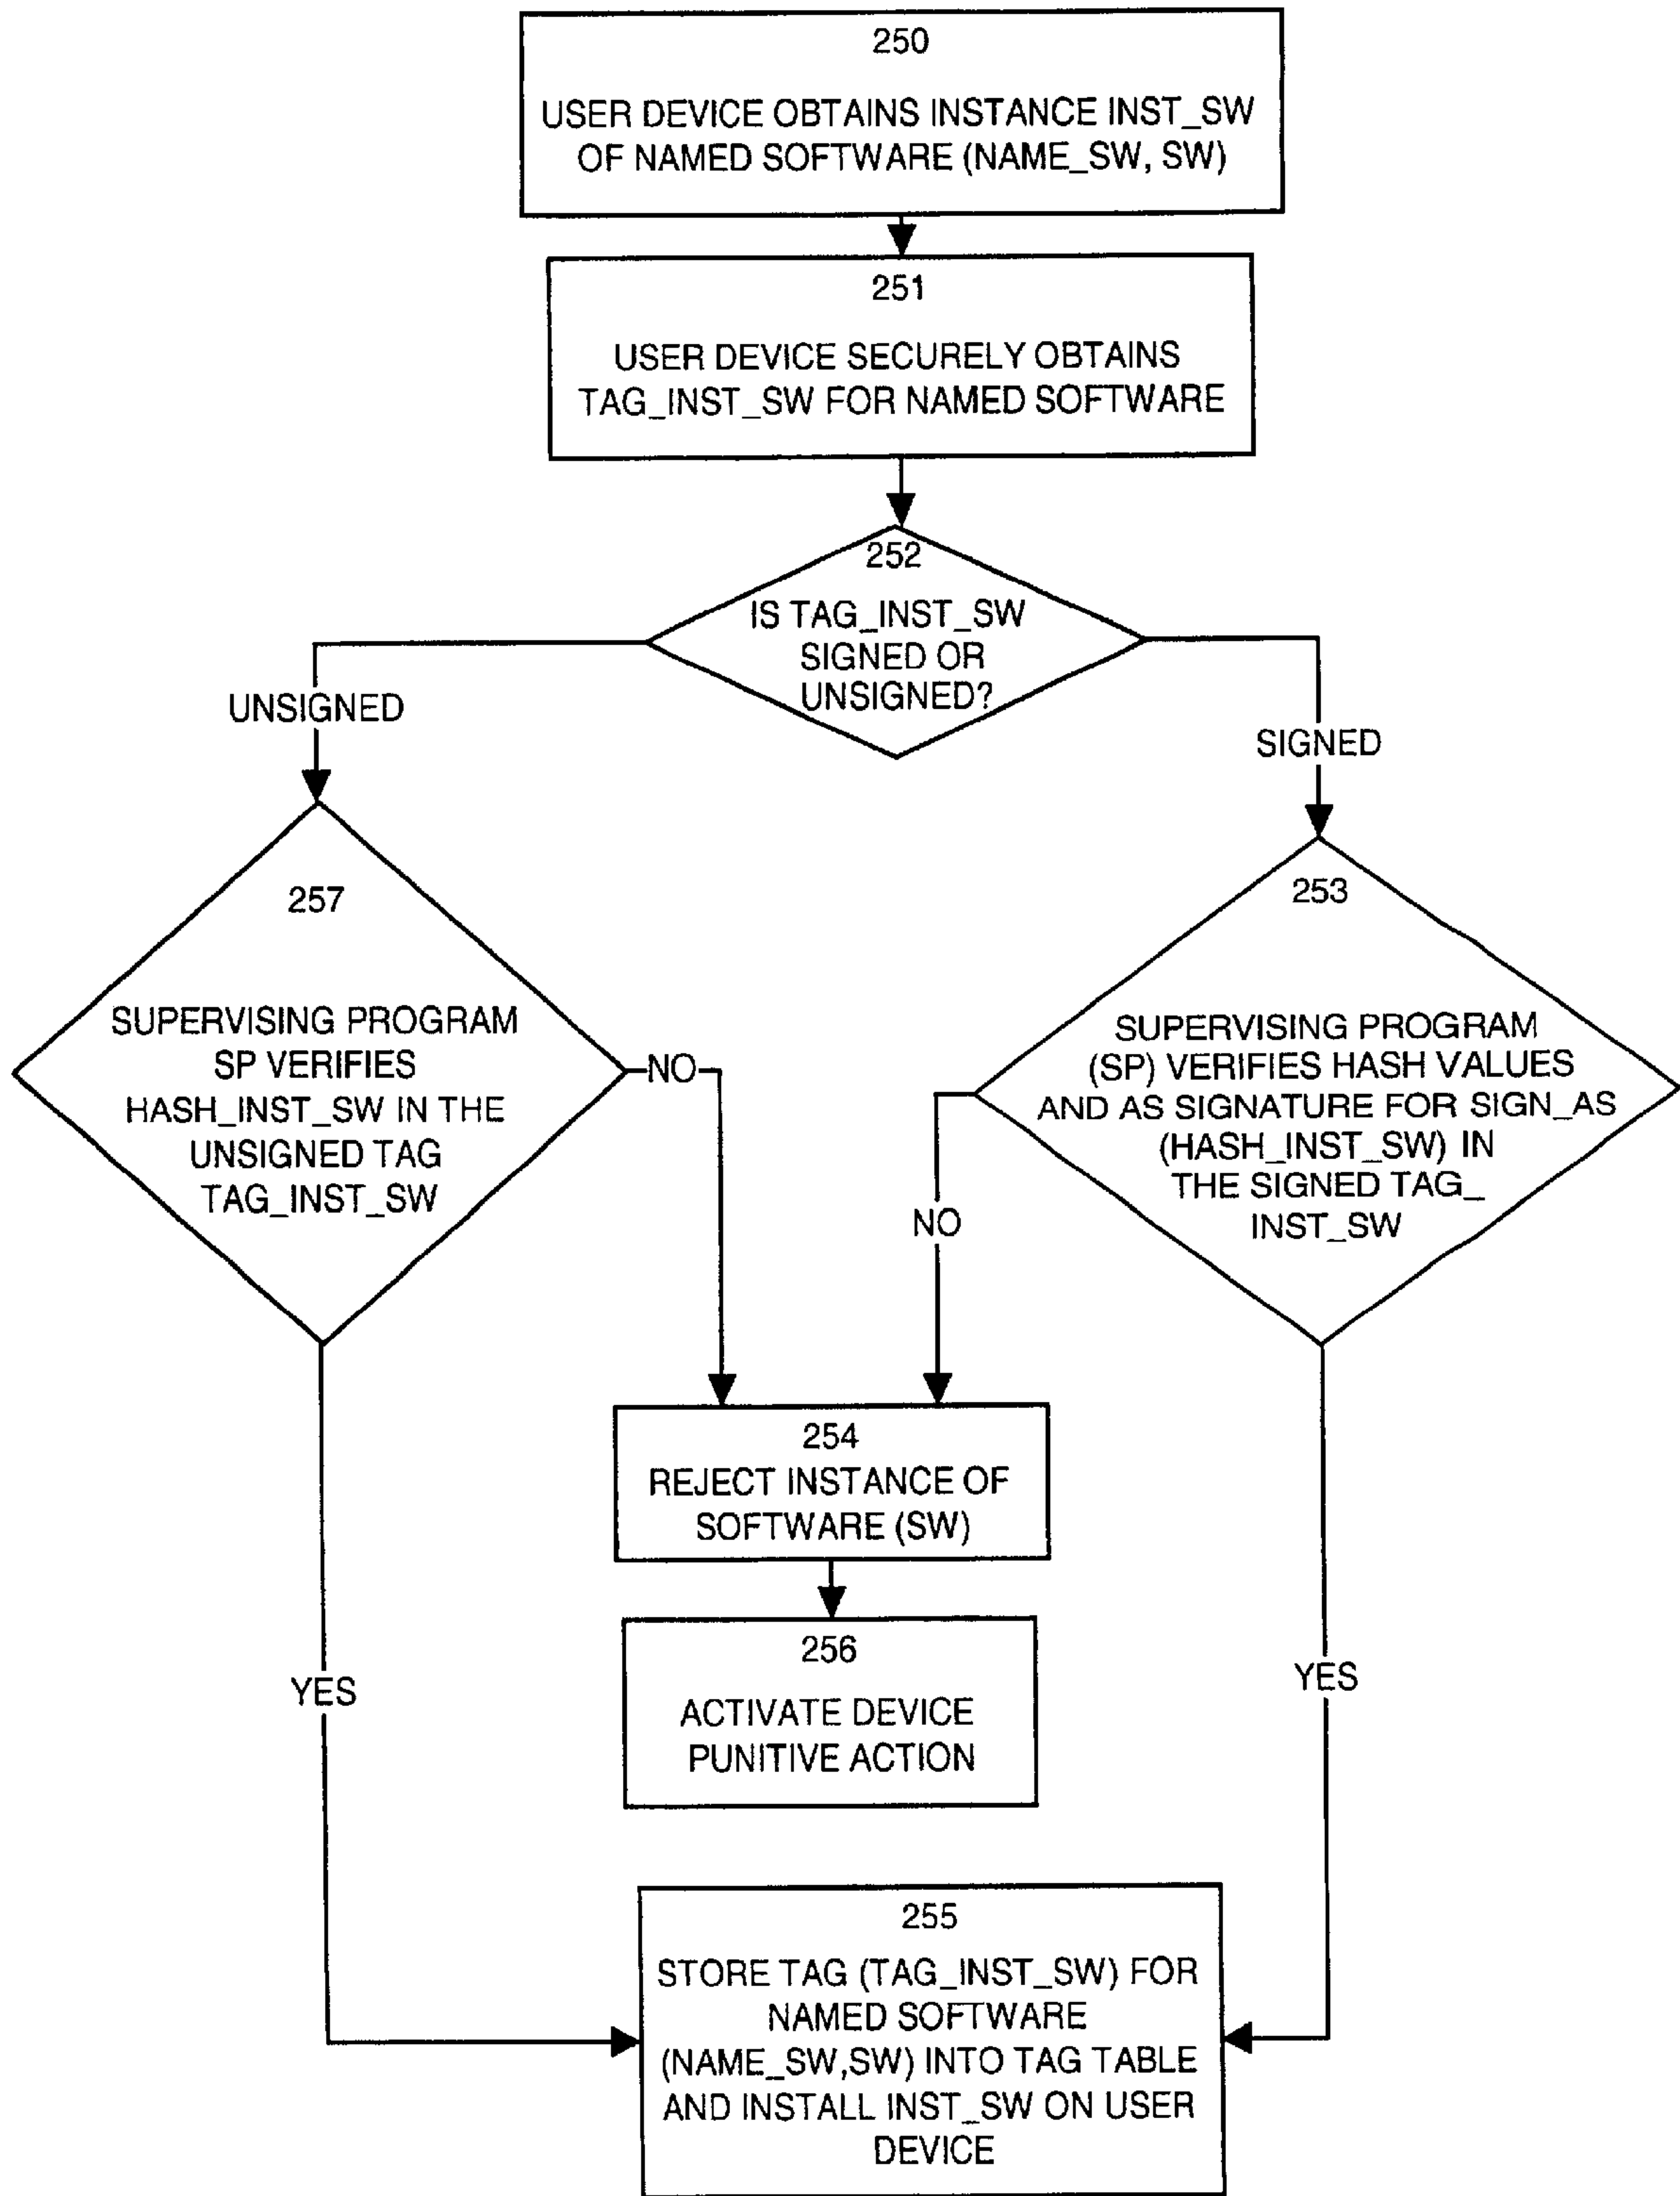 250
USER DEVICE OBTAINS INSTANCE INST_SW
OF NAMED SOFTWARE (NAME_SW, SW)
251
USER DEVICE SECURELY OBTAINS
TAG_INST_SW FOR NAMED SOFTWARE
252
IS TAG_INST_SW
SIGNED OR
UNSIGNED?
UNSIGNED
SIGNED
257
SUPERVISING PROGRAM
SP VERIFIES
HASH_INST_SW IN THE
UNSIGNED TAG
TAG_INST_SW
NO
253
SUPERVISING PROGRAM
(SP) VERIFIES HASH VALUES
AND AS SIGNATURE FOR SIGN_AS
(HASH_INST_SW) IN
THE SIGNED TAG_
INST_SW
NO
254
REJECT INSTANCE OF
SOFTWARE (SW)
256
ACTIVATE DEVICE
PUNITIVE ACTION
YES
YES
255
STORE TAG (TAG_INST_SW) FOR
NAMED SOFTWARE
(NAME_SW,SW) INTO TAG TABLE
AND INSTALL INST_SW ON USER
DEVICE